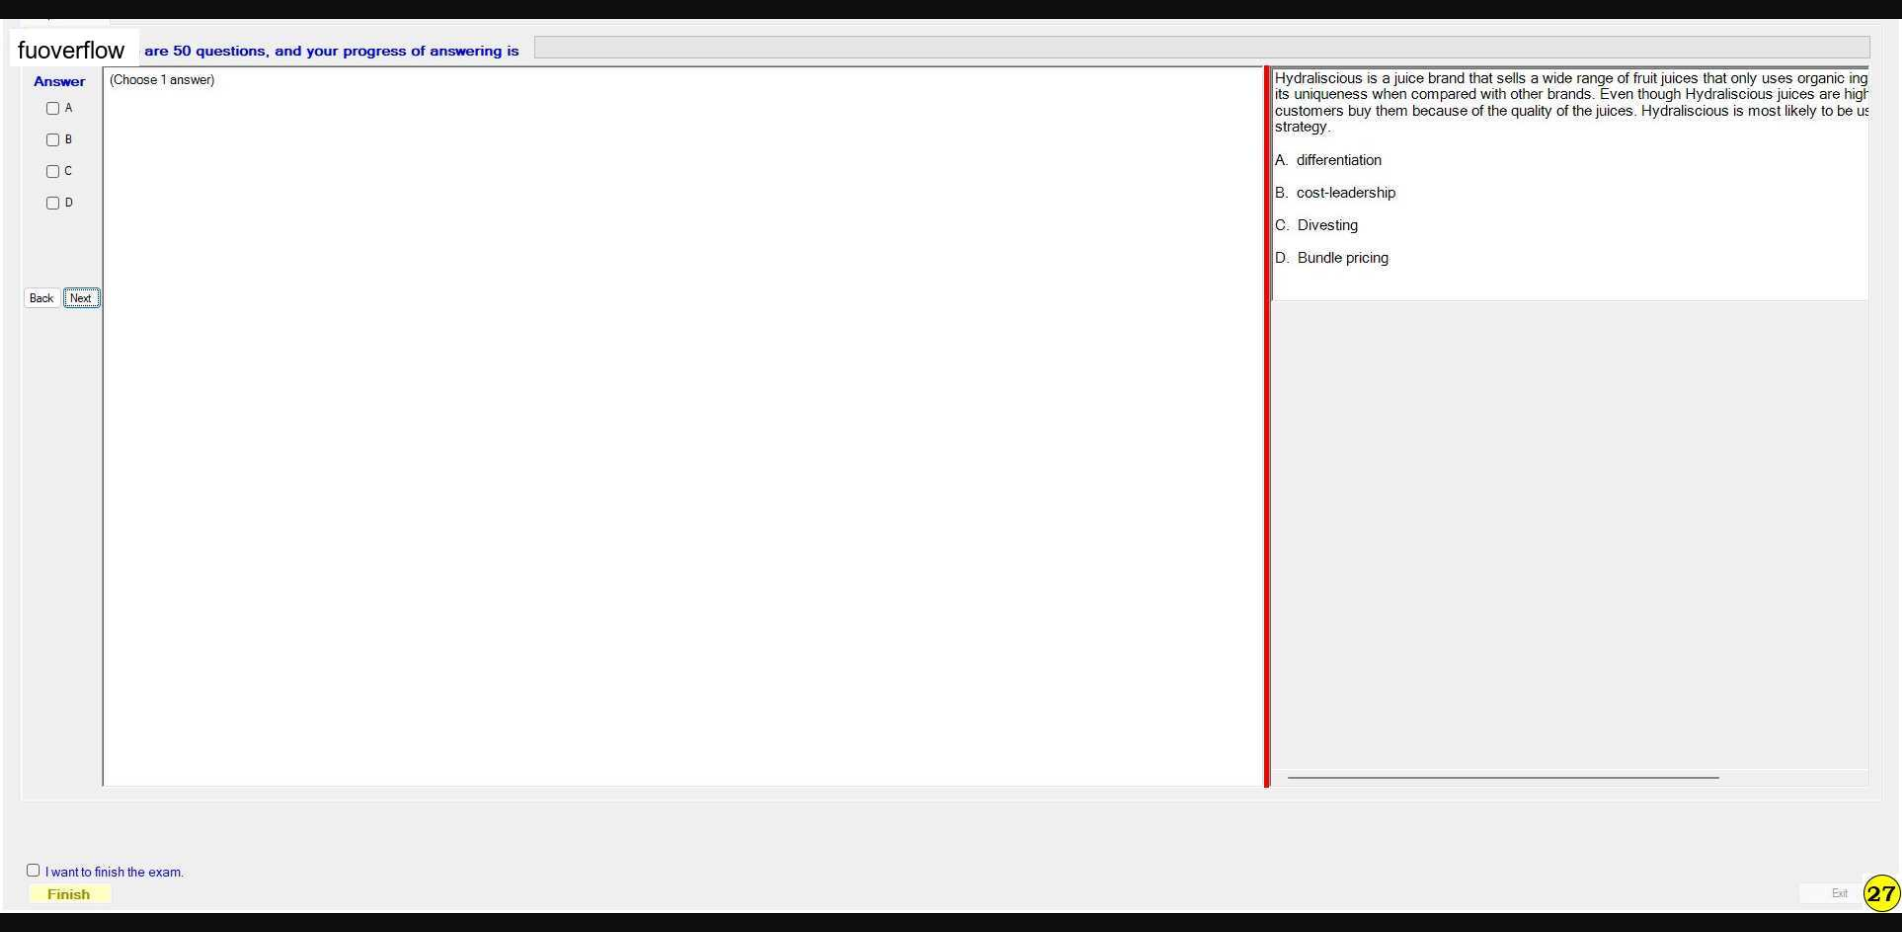 fuoverflow are 50 questions, and your progress of answering is
Answer
A
B
C
D
Back Next
(Choose 1 answer)
Hydraliscious is a juice brand that sells a wide range of fruit juices that only uses organic ing
its uniqueness when compared with other brands. Even though Hydraliscious juices are high
customers buy them because of the quality of the juices. Hydraliscious is most likely to be us
strategy.
A. differentiation
B. cost-leadership
C. Divesting
D. Bundle pricing
I want to finish the exam.
Finish
Exit 27